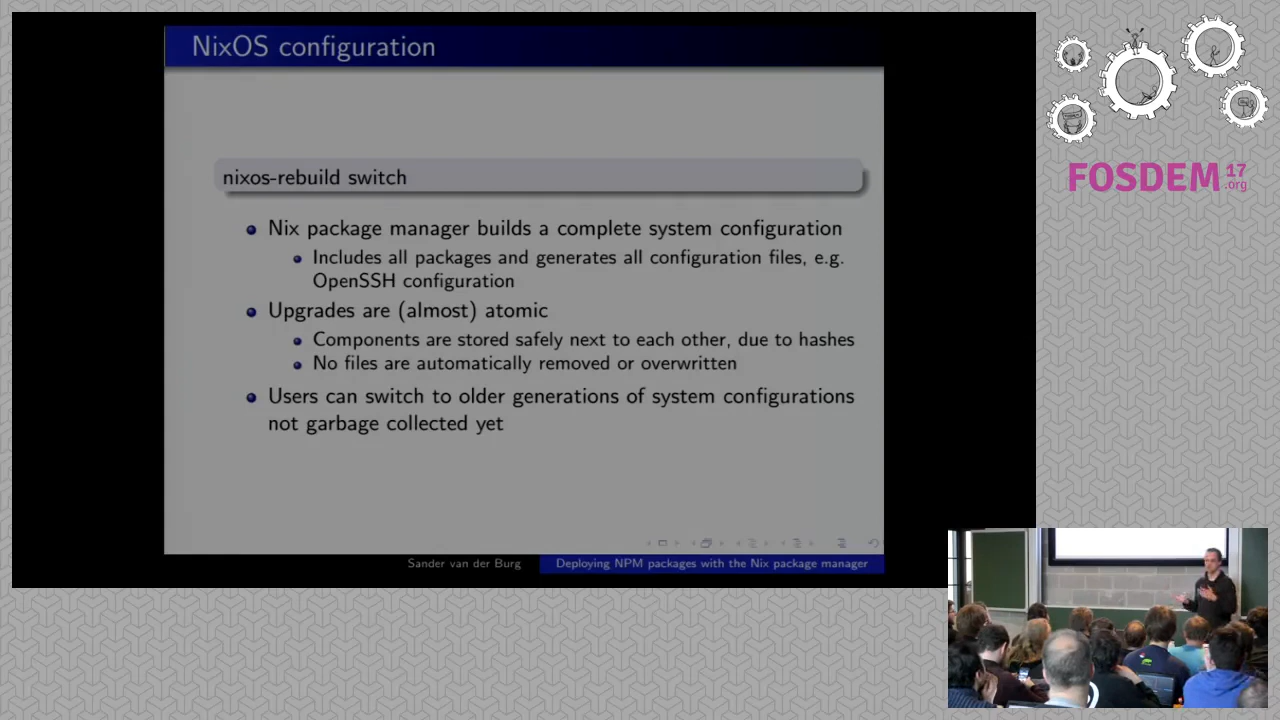 NixOS configuration
nixos-rebuild switch
Nix package manager builds a complete system configuration
Includes all packages and generates all configuration files, e.g.
OpenSSH configuration
Upgrades are (almost) atomic
Components are stored safely next to each other, due to hashes
No files are automatically removed or overwritten
Users can switch to older generations of system configurations
not garbage collected yet
Sander van der Burg
Deploying NPM packages with the Nix package manager
FOSDEM 17
.org